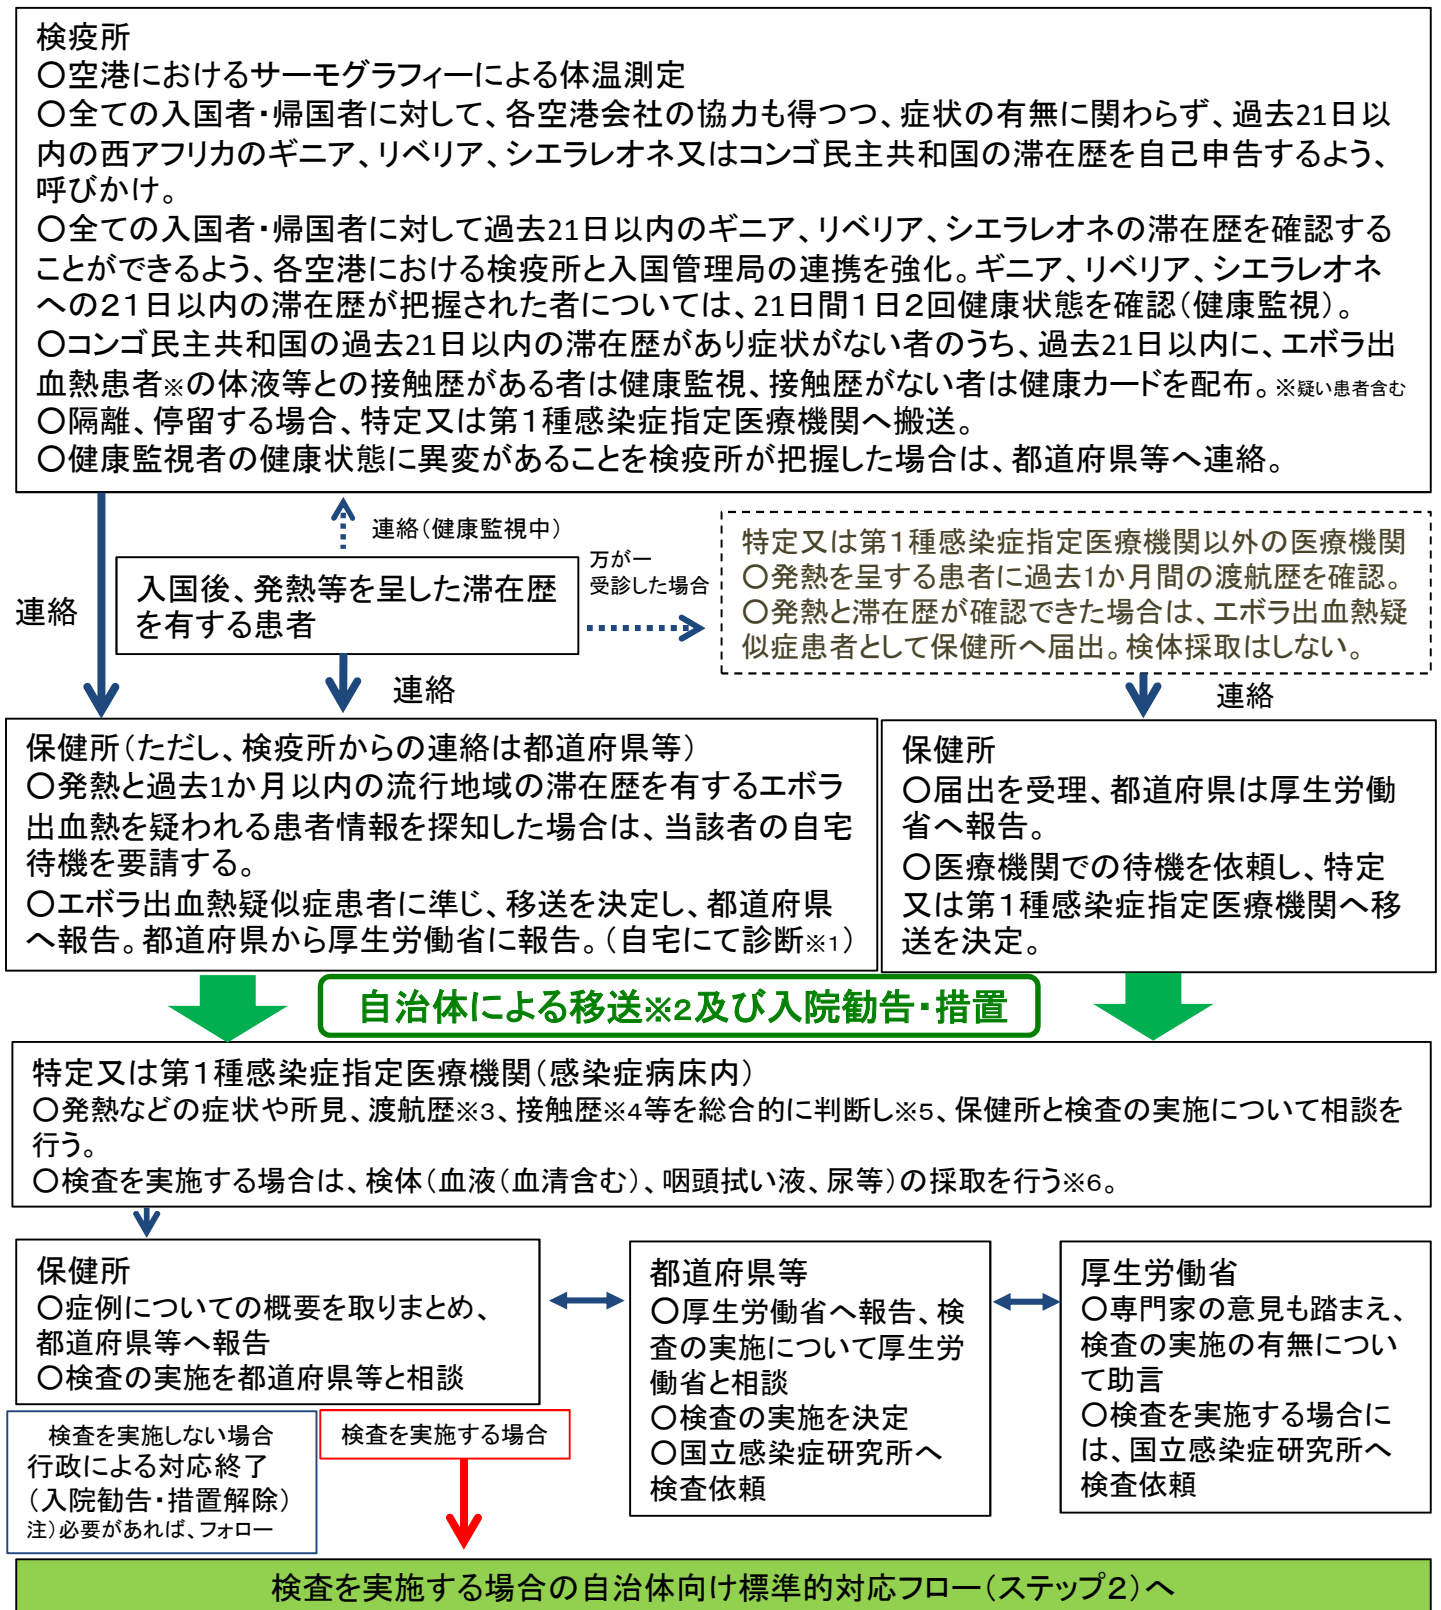 検疫所
〇空港におけるサーモグラフィーによる体温測定
〇全ての入国者・帰国者に対して、各空港会社の協力も得つつ、症状の有無に関わらず、過去21日以
内の西アフリカのギニア、リベリア、シエラレオネ又はコンゴ民主共和国の滞在歴を自己申告するよう、
呼びかけ。
〇全ての入国者・帰国者に対して過去21日以内のギニア、リベリア、シエラレオネの滞在歴を確認する
ことができるよう、各空港における検疫所と入国管理局の連携を強化。ギニア、リベリア、シエラレオネ
への２１日以内の滞在歴が把握された者については、21日間１日２回健康状態を確認（健康監視）。
〇コンゴ民主共和国の過去21日以内の滞在歴があり症状がない者のうち、過去21日以内に、エボラ出
血熱患者※の体液等との接触歴がある者は健康監視、接触歴がない者は健康カードを配布。※疑い患者含む
〇隔離、停留する場合、特定又は第１種感染症指定医療機関へ搬送。
〇健康監視者の健康状態に異変があることを検疫所が把握した場合は、都道府県等へ連絡。
連絡（健康監視中）
万が一
受診した場合
連絡
入国後、発熱等を呈した滞在歴
を有する患者
特定又は第１種感染症指定医療機関以外の医療機関
〇発熱を呈する患者に過去1か月間の渡航歴を確認。
〇発熱と滞在歴が確認できた場合は、エボラ出血熱疑
似症患者として保健所へ届出。検体採取はしない。
連絡
連絡
保健所（ただし、検疫所からの連絡は都道府県等）
〇発熱と過去1か月以内の流行地域の滞在歴を有するエボラ
出血熱を疑われる患者情報を探知した場合は、当該者の自宅
待機を要請する。
〇エボラ出血熱疑似症患者に準じ、移送を決定し、都道府県
へ報告。都道府県から厚生労働省に報告。（自宅にて診断※1）
保健所
〇届出を受理、都道府県は厚生労働
省へ報告。
〇医療機関での待機を依頼し、特定
又は第１種感染症指定医療機関へ移
送を決定。
自治体による移送※2及び入院勧告・措置
特定又は第１種感染症指定医療機関（感染症病床内）
〇発熱などの症状や所見、渡航歴※3、接触歴※4等を総合的に判断し※5、保健所と検査の実施について相談を
行う。
〇検査を実施する場合は、検体（血液（血清含む）、咽頭拭い液、尿等）の採取を行う※6。
保健所
〇症例についての概要を取りまとめ、
都道府県等へ報告
〇検査の実施を都道府県等と相談
都道府県等
〇厚生労働省へ報告、検
査の実施について厚生労
働省と相談
〇検査の実施を決定
〇国立感染症研究所へ
検査依頼
厚生労働省
〇専門家の意見も踏まえ、
検査の実施の有無につい
て助言
〇検査を実施する場合に
は、国立感染症研究所へ
検査依頼
検査を実施しない場合
行政による対応終了
（入院勧告・措置解除）
注）必要があれば、フォロー
検査を実施する場合
検査を実施する場合の自治体向け標準的対応フロー（ステップ２）へ